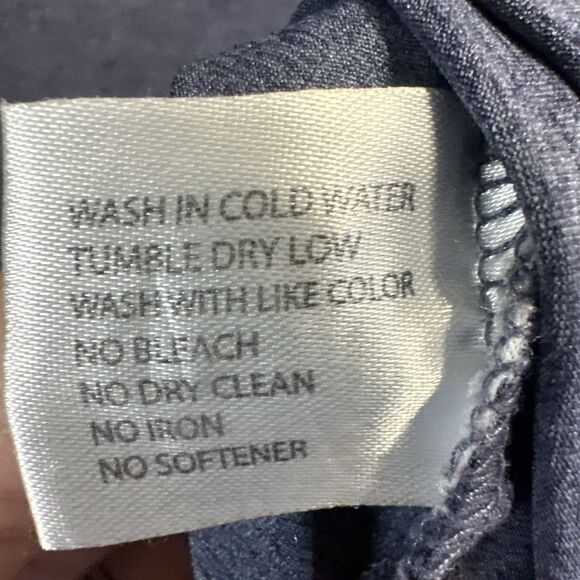 WASH IN COLD WATER
TUMBLE DRY LOW
WASH WITH LIKE COLOR
NO BLEACH
NO DRY CLEAN
NO IRON
NO SOFTENER